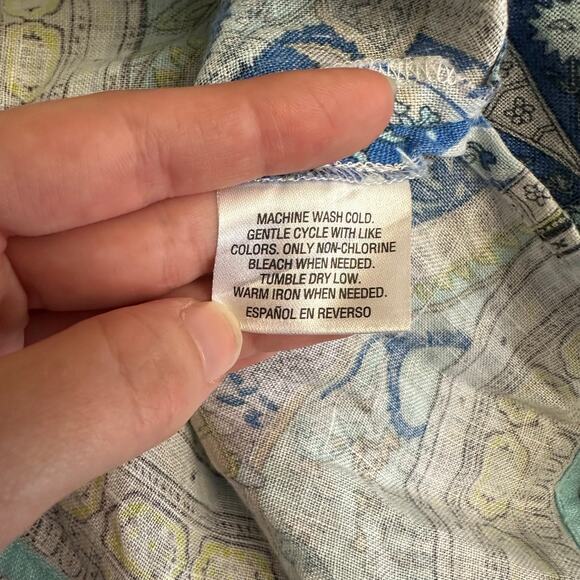 MACHINE WASH COLD.
GENTLE CYCLE WITH LIKE
COLORS. ONLY NON-CHLORINE
BLEACH WHEN NEEDED.
TUMBLE DRY LOW.
WARM IRON WHEN NEEDED.
ESPAÑOL EN REVERSO